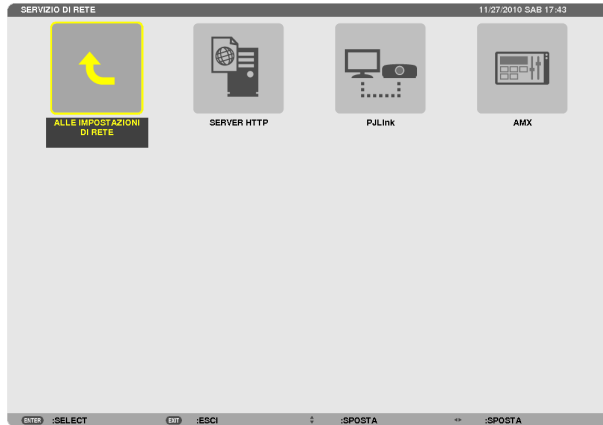 SERVIZIO DI RETE 11/27/2010 SAB 17:43
ALLE IMPOSTAZIONI
DI RETE
SERVER HTTP
PJLink
AMX
ENTER :SELECT EXIT :ESCI :SPOSTA :SPOSTA